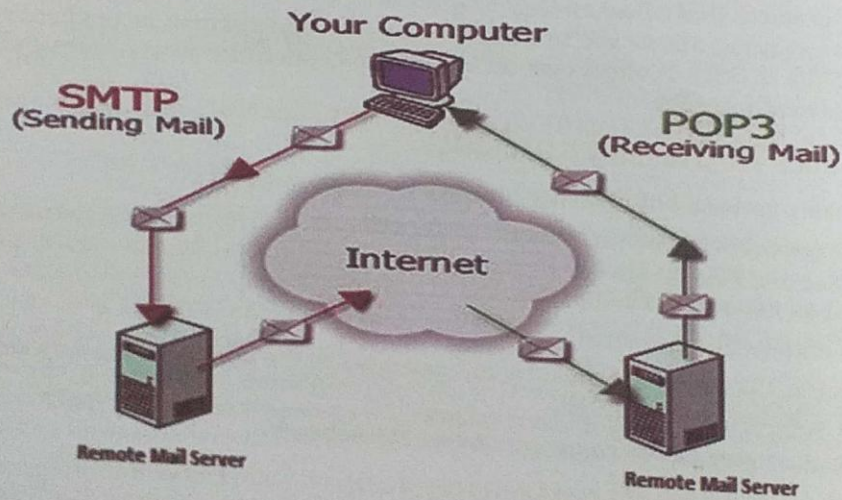 Your Computer
SMTP
(Sending Mail)
POP3
(Receiving Mail)
Internet
Remote Mail Server
Remote Mail Server